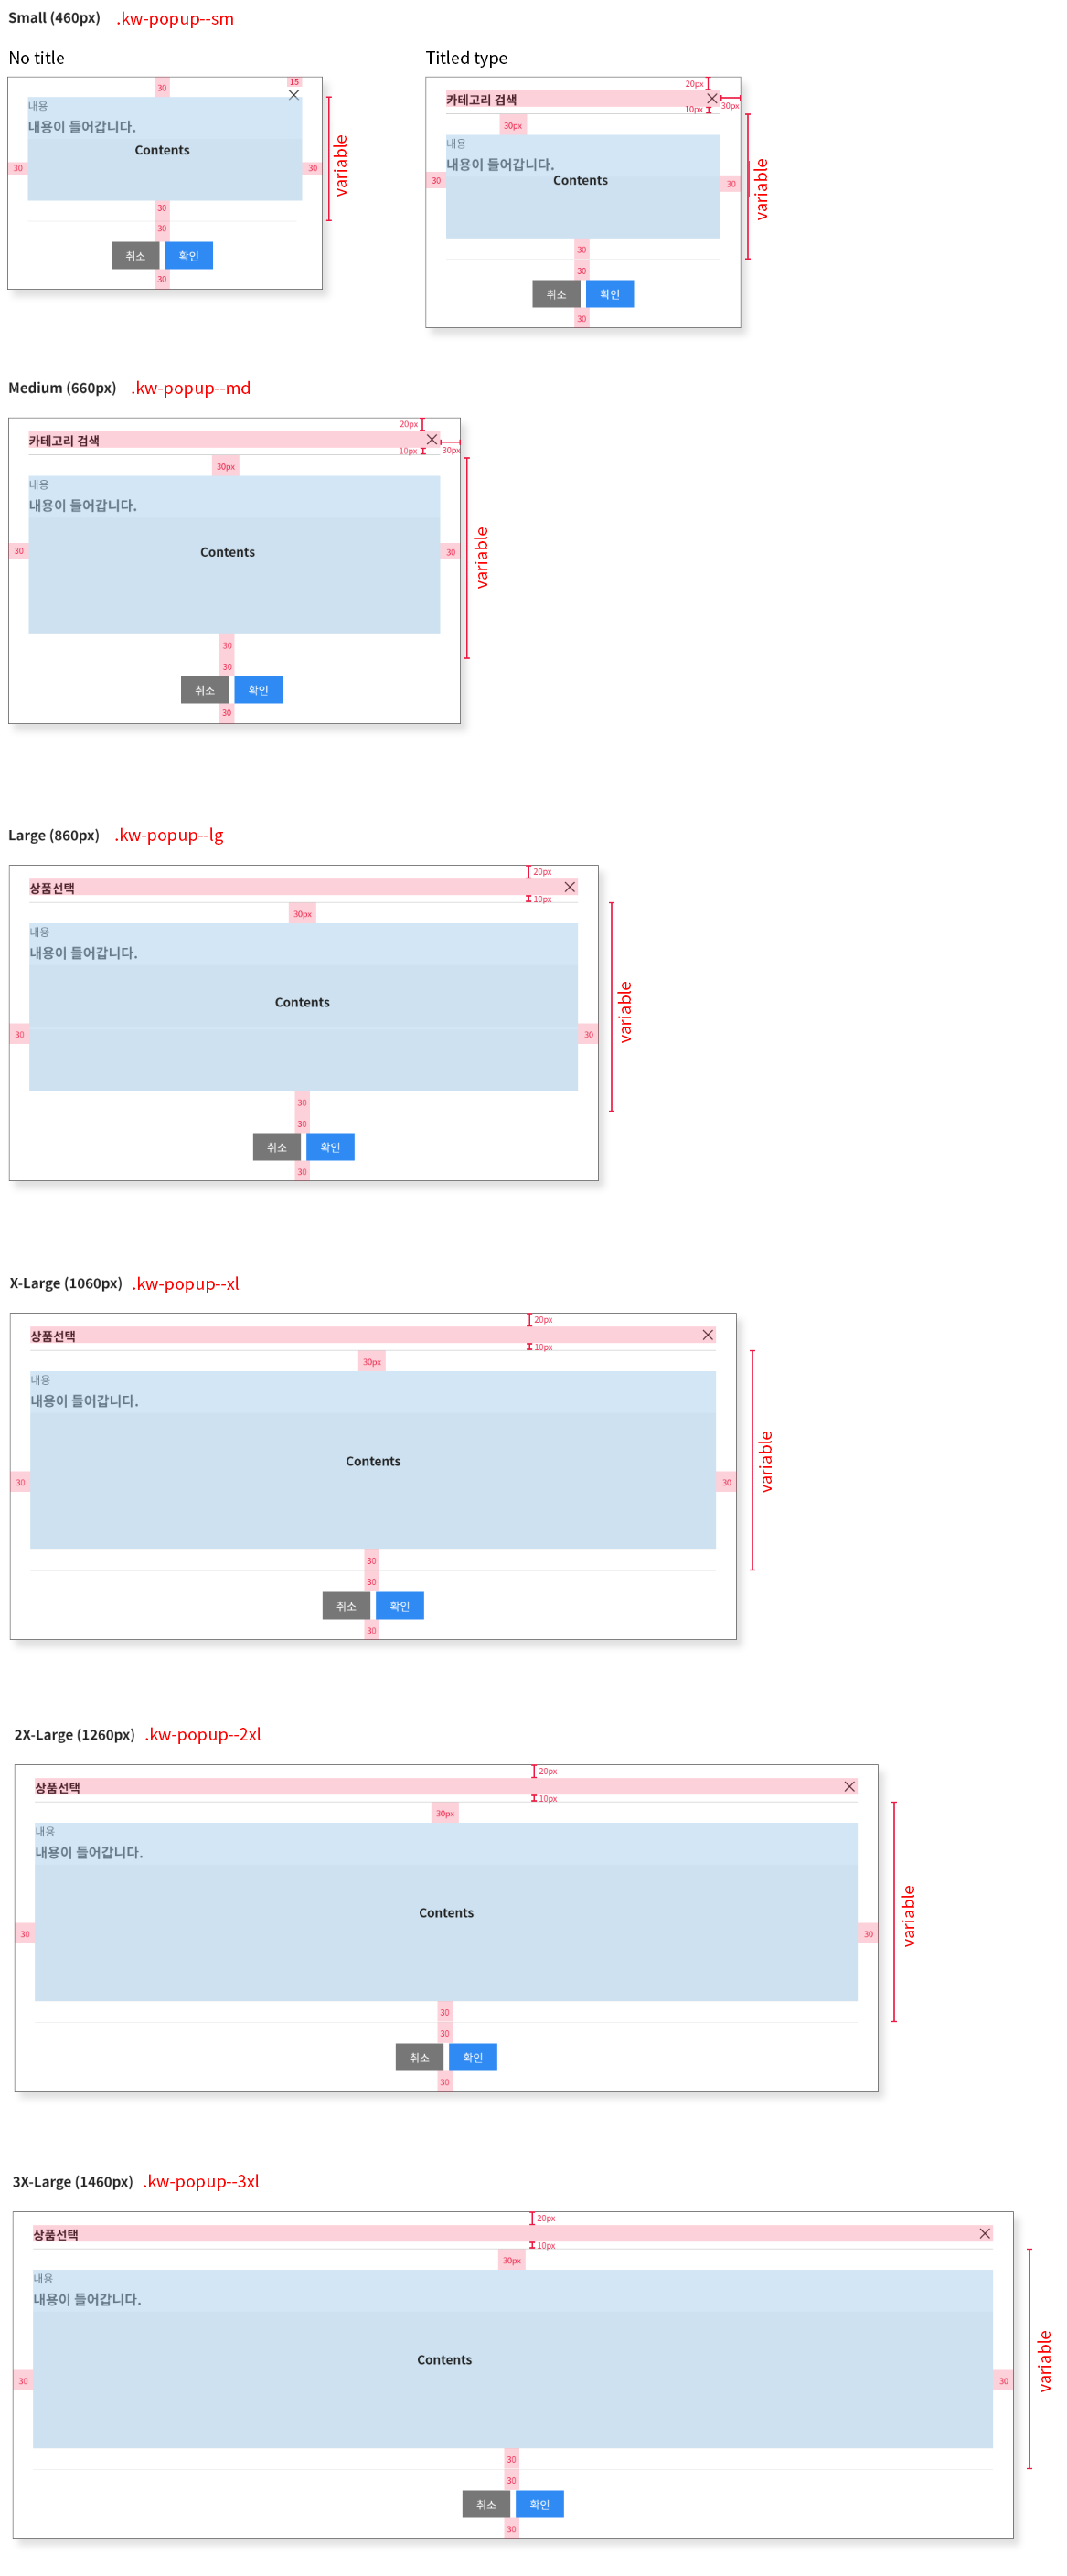 Small (460px) .kw-popup--sm
No title
Titled type
30
15
내용
내용이 들어갑니다.
Contents
30
30
variable
30
30
취소
확인
30
20px
카테고리 검색
30px
10px
30px
내용
내용이 들어갑니다.
Contents
30
30
variable
30
30
취소
확인
30
Medium (660px) .kw-popup--md
20px
카테고리 검색
10px
30px
30px
내용
내용이 들어갑니다.
Contents
30
30
variable
30
30
취소
확인
30
Large (860px) .kw-popup--lg
20px
상품선택
10px
30px
내용
내용이 들어갑니다.
Contents
variable
30
30
30
30
취소
확인
30
X-Large (1060px) .kw-popup--xl
20px
상품선택
10px
30px
내용
내용이 들어갑니다.
Contents
variable
30
30
30
30
취소
확인
30
2X-Large (1260px) .kw-popup--2xl
20px
상품선택
10px
30px
내용
내용이 들어갑니다.
Contents
variable
30
30
30
30
취소
확인
30
3X-Large (1460px) .kw-popup--3xl
20px
상품선택
10px
30px
내용
내용이 들어갑니다.
Contents
variable
30
30
30
30
취소
확인
30